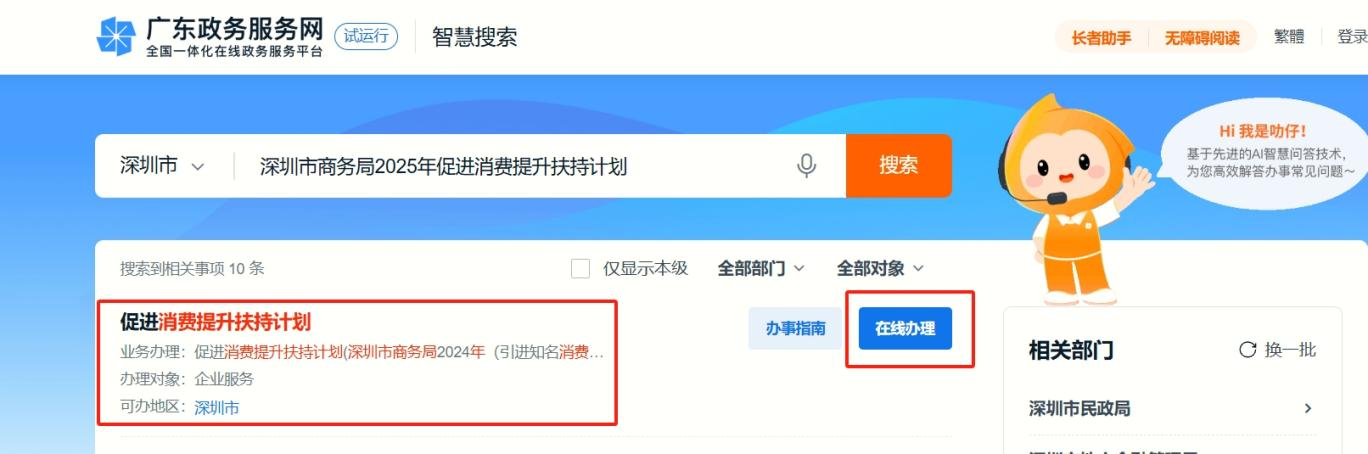 广东政务服务网
全国一体化在线政务服务平台
试运行
智慧搜索
长者助手
无障碍阅读
繁體
登录
深圳市
深圳市商务局2025年促进消费提升扶持计划
搜索
Hi 我是叻仔!
基于先进的AI智慧问答技术,
为您高效解答办事常见问题~
搜索到相关事项 10 条
仅显示本级
全部部门
全部对象
促进消费提升扶持计划
业务办理: 促进消费提升扶持计划(深圳市商务局2024年（引进知名消费…
办理对象: 企业服务
可办地区: 深圳市
办事指南
在线办理
相关部门
换一批
深圳市民政局